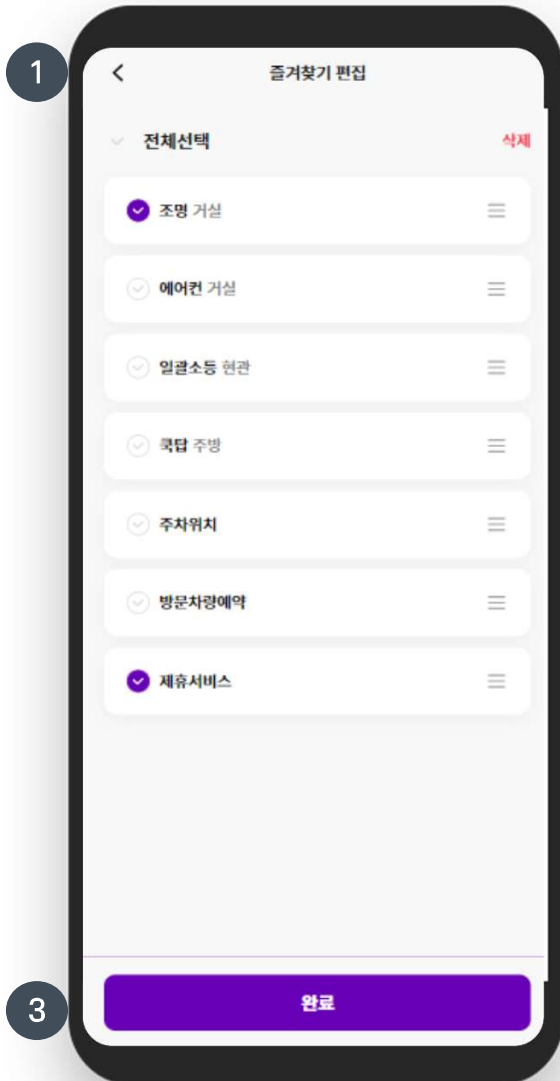 1
즐겨찾기 편집
전체선택 삭제
조명 거실
에어컨 거실
일괄소등 현관
쿡탑 주방
주차위치
방문차량예약
제휴서비스
3
완료